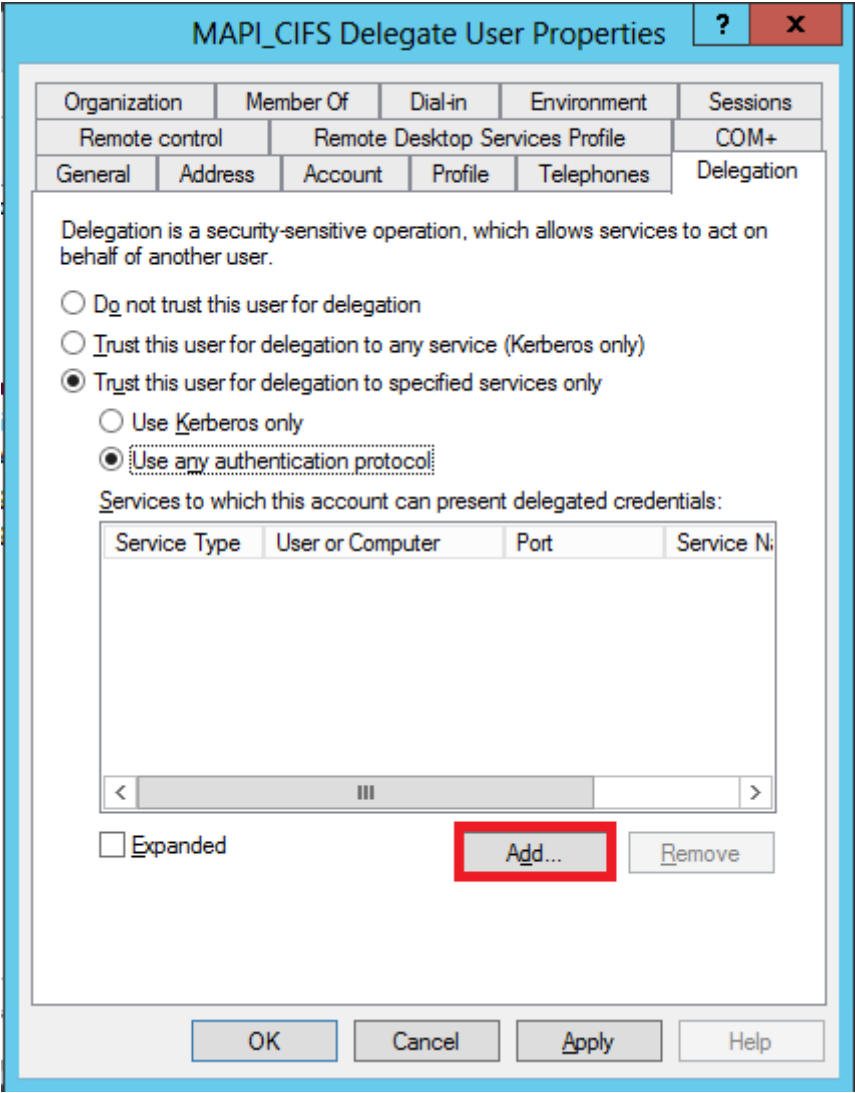 MAPI_CIFS Delegate User Properties
?
x
Organization
Member Of
Dial-in
Environment
Sessions
Remote control
Remote Desktop Services Profile
COM+
General
Address
Account
Profile
Telephones
Delegation
Delegation is a security-sensitive operation, which allows services to act on
behalf of another user.
Do not trust this user for delegation
Trust this user for delegation to any service (Kerberos only)
Trust this user for delegation to specified services only
Use Kerberos only
Use any authentication protocol
Services to which this account can present delegated credentials:
Service Type
User or Computer
Port
Service Na
Expanded
Add...
Remove
OK
Cancel
Apply
Help